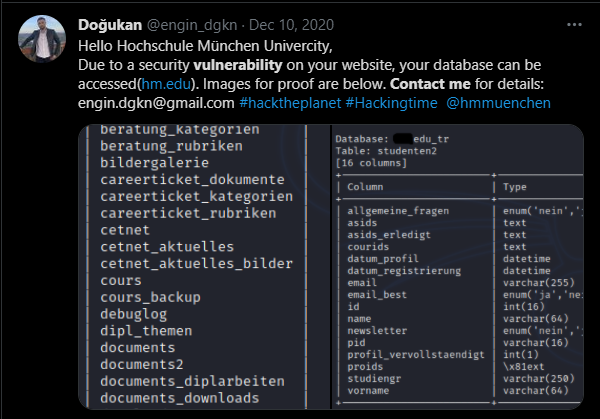 Doğukan @engin_dgkn · Dec 10, 2020
Hello Hochschule München Univercity,
Due to a security vulnerability on your website, your database can be
accessed(hm.edu). Images for proof are below. Contact me for details:
engin.dgkn@gmail.com #hacktheplanet #Hackingtime @hmmuenchen
| beratung_kategorien |
| beratung_rubriken |
| bildergalerie |
| careerticket_dokumente |
| careerticket_kategorien |
| careerticket_rubriken |
| cetnet |
| cetnet_aktuelles |
| cetnet_aktuelles_bilder |
| cours |
| cours_backup |
| debuglog |
| dipl_themen |
| documents |
| documents2 |
| documents_diplarbeiten |
| documents_downloads |
Database: edu_tr
Table: studenten2
[16 columns]
| Column | Type
| allgemeine_fragen | enum('nein','j
| asids | text
| asids_erledigt | text
| courids | text
| datum_profil | datetime
| datum_registrierung | datetime
| email | varchar(255)
| email_best | enum('ja','nei
| id | int(16)
| name | varchar(64)
| newsletter | enum('nein','j
| pid | varchar(16)
| profil_vervollstaendigt | int(1)
| proids | \x81ext
| studiengr | varchar(250)
| vorname | varchar(64)